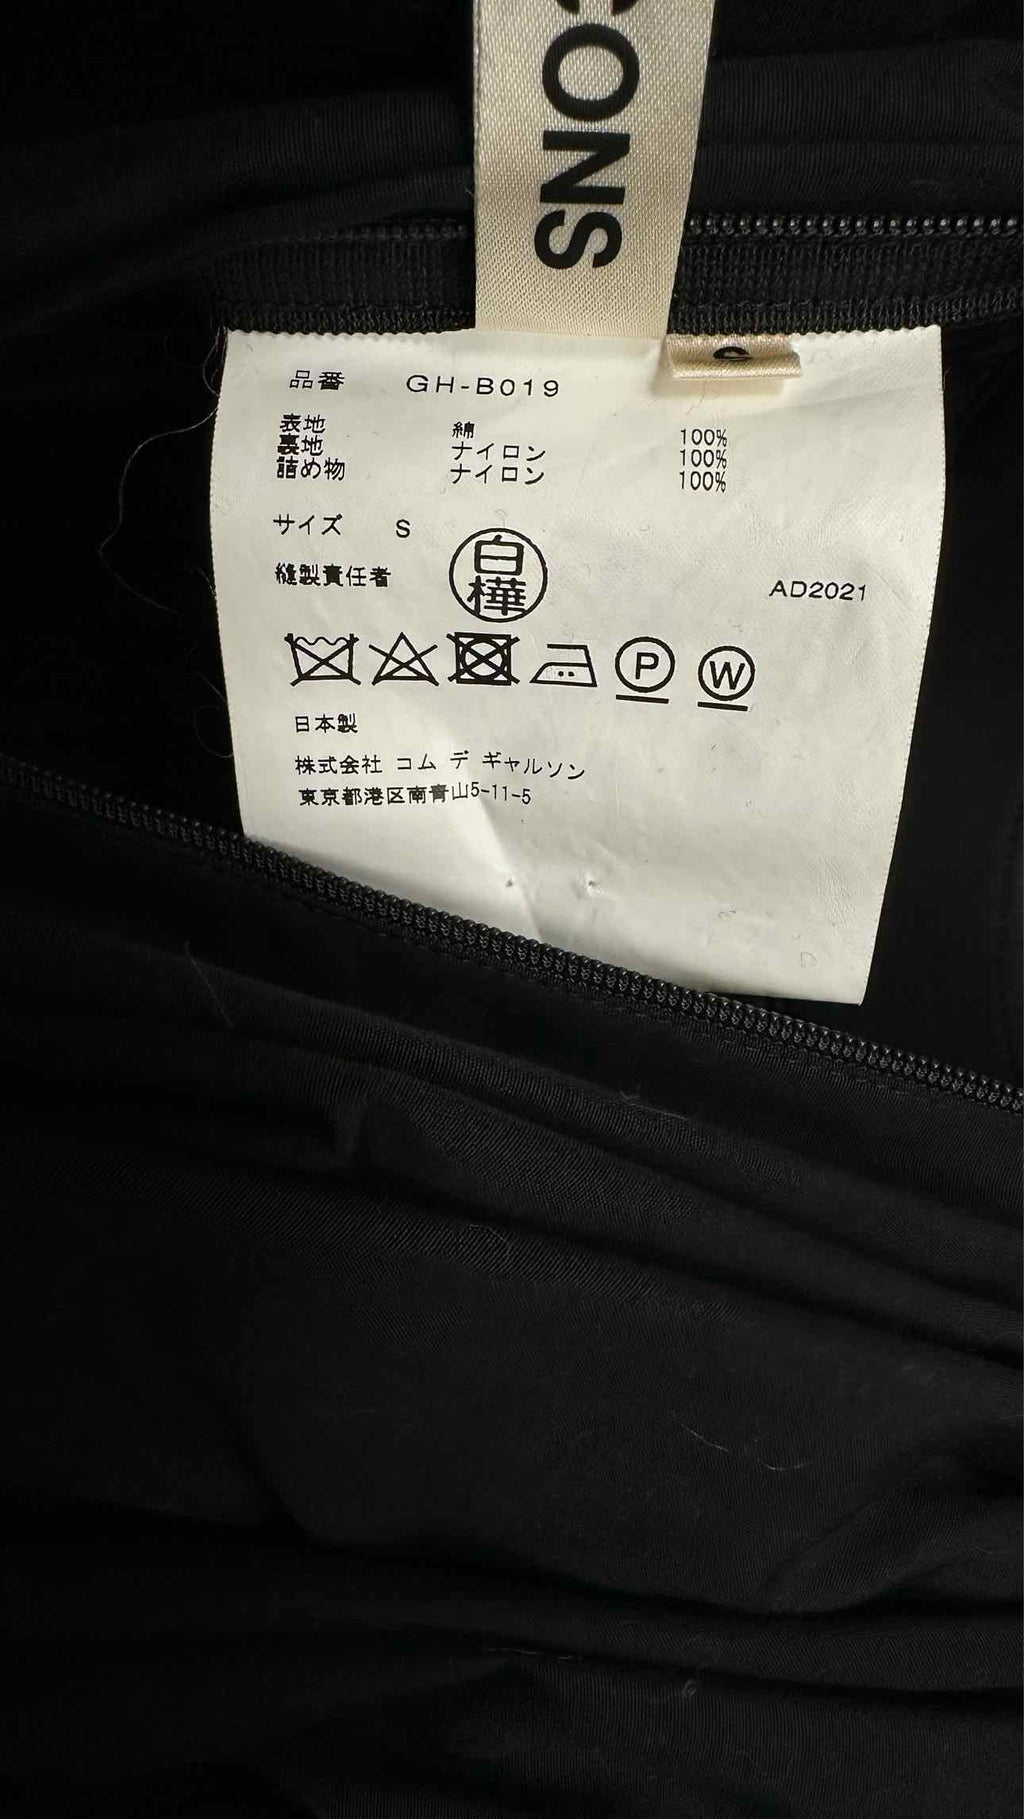 CONS
品番 GH-B019
表地 綿 100%
裏地 ナイロン 100%
詰め物 ナイロン 100%
サイズ S
縫製責任者 白樺 AD2021
P W
日本製
株式会社 コム デ ギャルソン
東京都港区南青山5-11-5